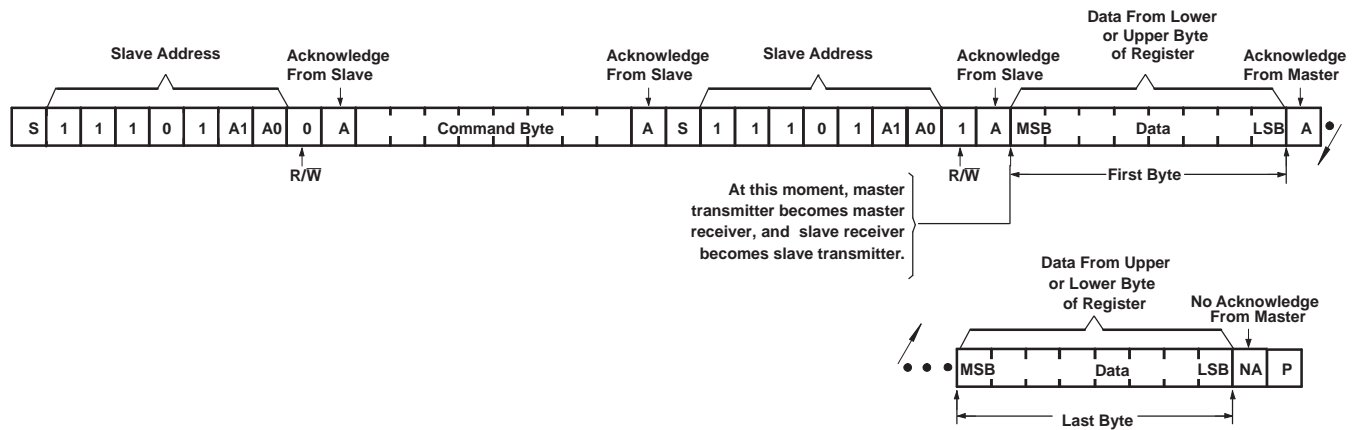 Data From Lower
or Upper Byte
of Register
Slave Address
Acknowledge
From Slave
Acknowledge
From Slave
Slave Address
Acknowledge
From Slave
Acknowledge
From Master
S 1 1 1 0 1 A1 A0 0 A Command Byte A S 1 1 1 0 1 A1 A0 1 A MSB Data LSB A
R/W̅
R/W̅
First Byte
At this moment, master
transmitter becomes master
receiver, and slave receiver
becomes slave transmitter.
Data From Upper
or Lower Byte
of Register
No Acknowledge
From Master
MSB Data LSB NA P
Last Byte